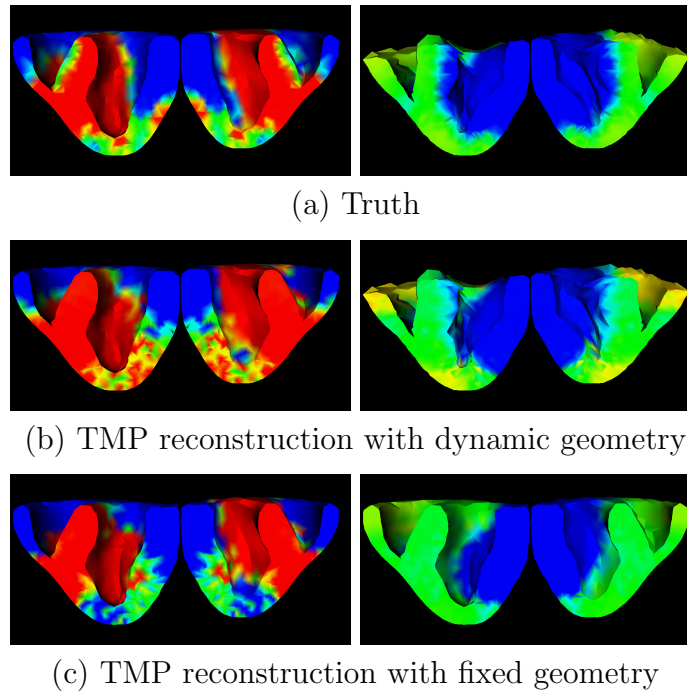 (a) Truth
(b) TMP reconstruction with dynamic geometry
(c) TMP reconstruction with fixed geometry